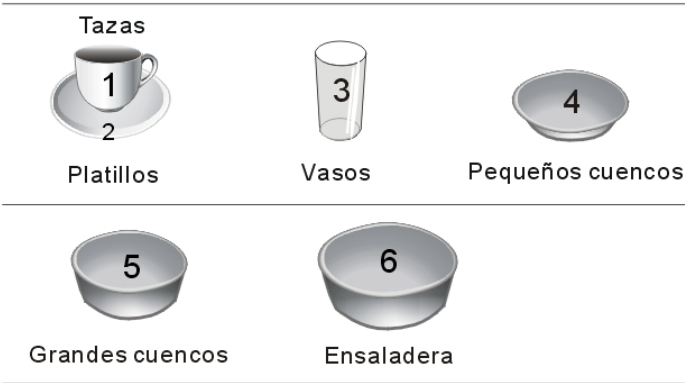 Tazas
1
2
Platillos
3
Vasos
4
Pequeños cuencos
5
Grandes cuencos
6
Ensaladera